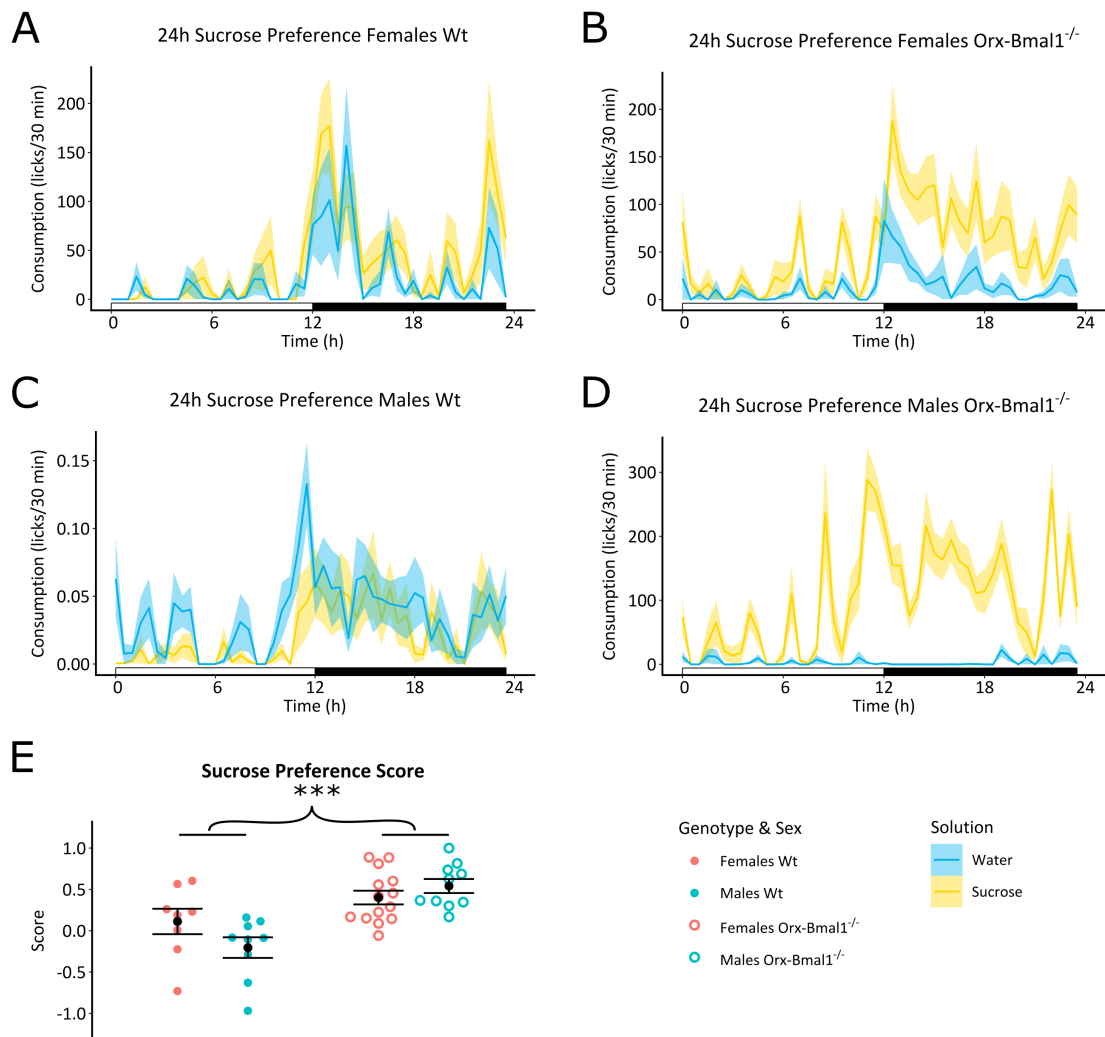 A
24h Sucrose Preference Females Wt
Consumption (licks/30 min)
200
150
100
50
0
0 6 12 18 24
Time (h)
B
24h Sucrose Preference Females Orx-Bmal1-/-
Consumption (licks/30 min)
200
150
100
50
0
0 6 12 18 24
Time (h)
C
24h Sucrose Preference Males Wt
Consumption (licks/30 min)
0.15
0.10
0.05
0.00
0 6 12 18 24
Time (h)
D
24h Sucrose Preference Males Orx-Bmal1-/-
Consumption (licks/30 min)
300
200
100
0
0 6 12 18 24
Time (h)
E
Sucrose Preference Score
***
Score
1.0
0.5
0.0
-0.5
-1.0
Genotype & Sex
Females Wt
Males Wt
Females Orx-Bmal1-/-
Males Orx-Bmal1-/-
Solution
Water
Sucrose